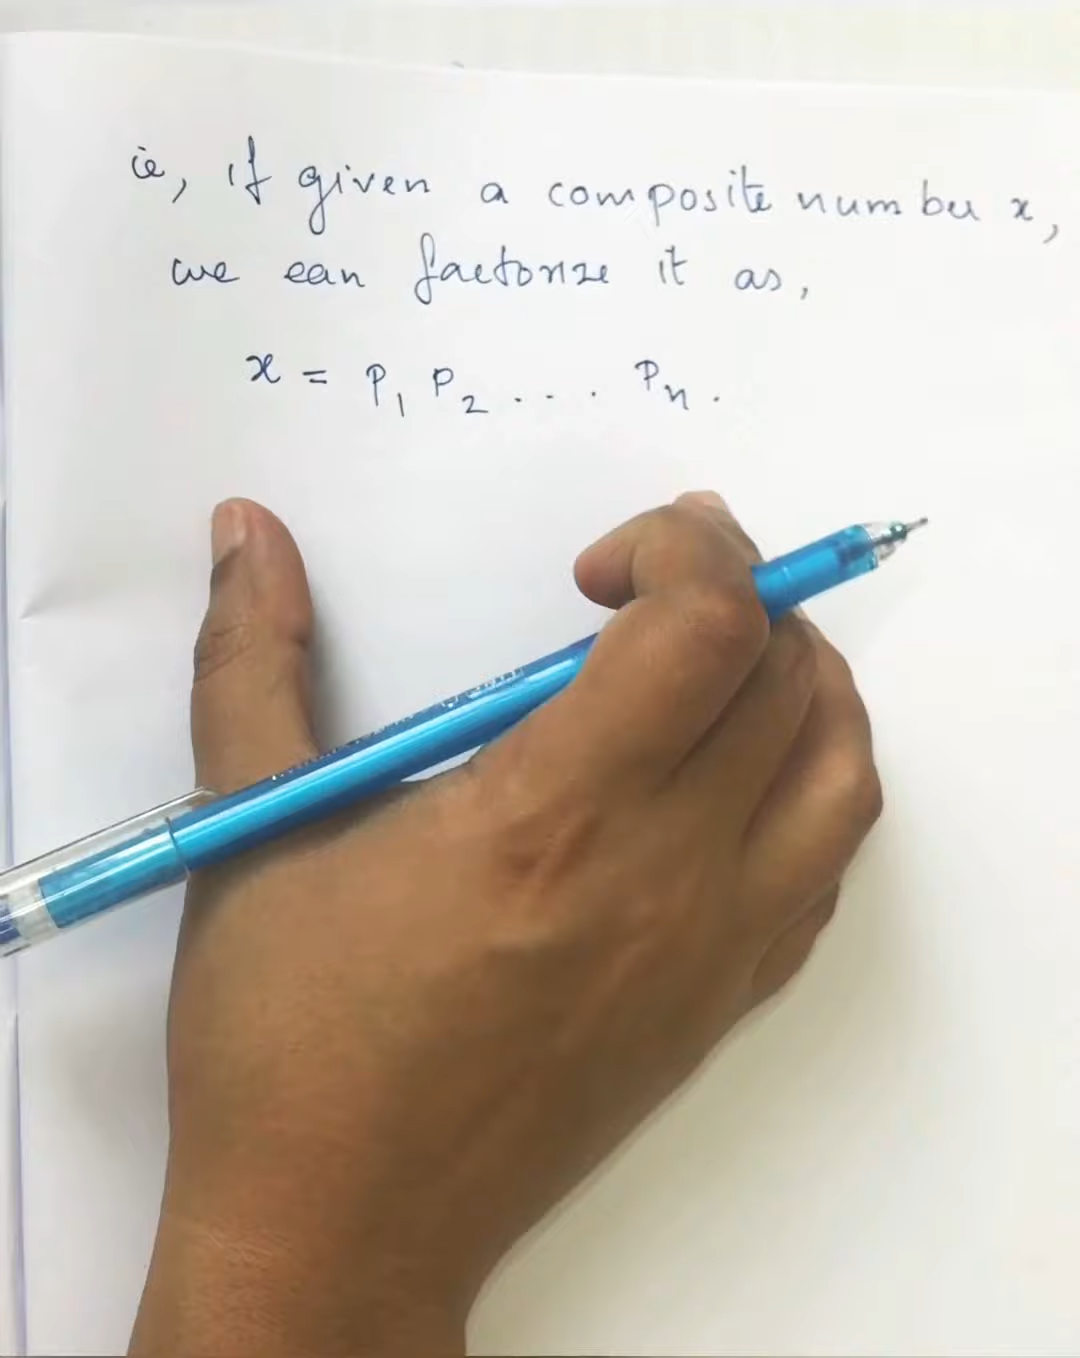 ie, if given a composite number x,
we can factorize it as,
x = P₁ P₂ .... Pₙ.